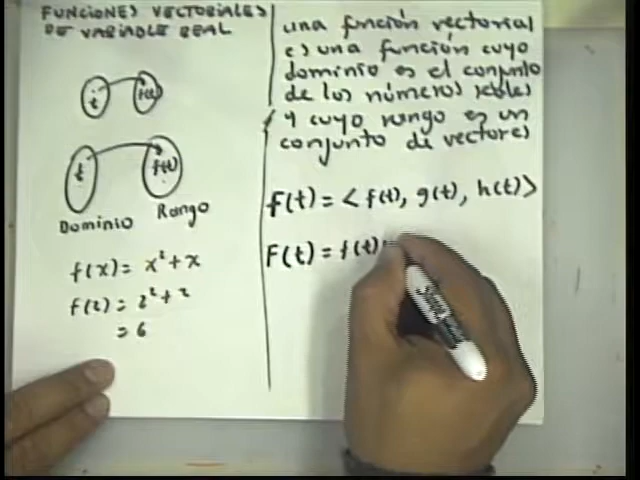 FUNCIONES VECTORIALES
DE VARIABLE REAL
t f(t)
t f(t)
Dominio Rango
f(x) = x²+x
f(2) = 2²+2
= 6
una función vectorial
es una función cuyo
dominio es el conjunto
de los números reales
y cuyo rango es un
conjunto de vectores
f(t) = < f(t), g(t), h(t)>
F(t) = f(t)